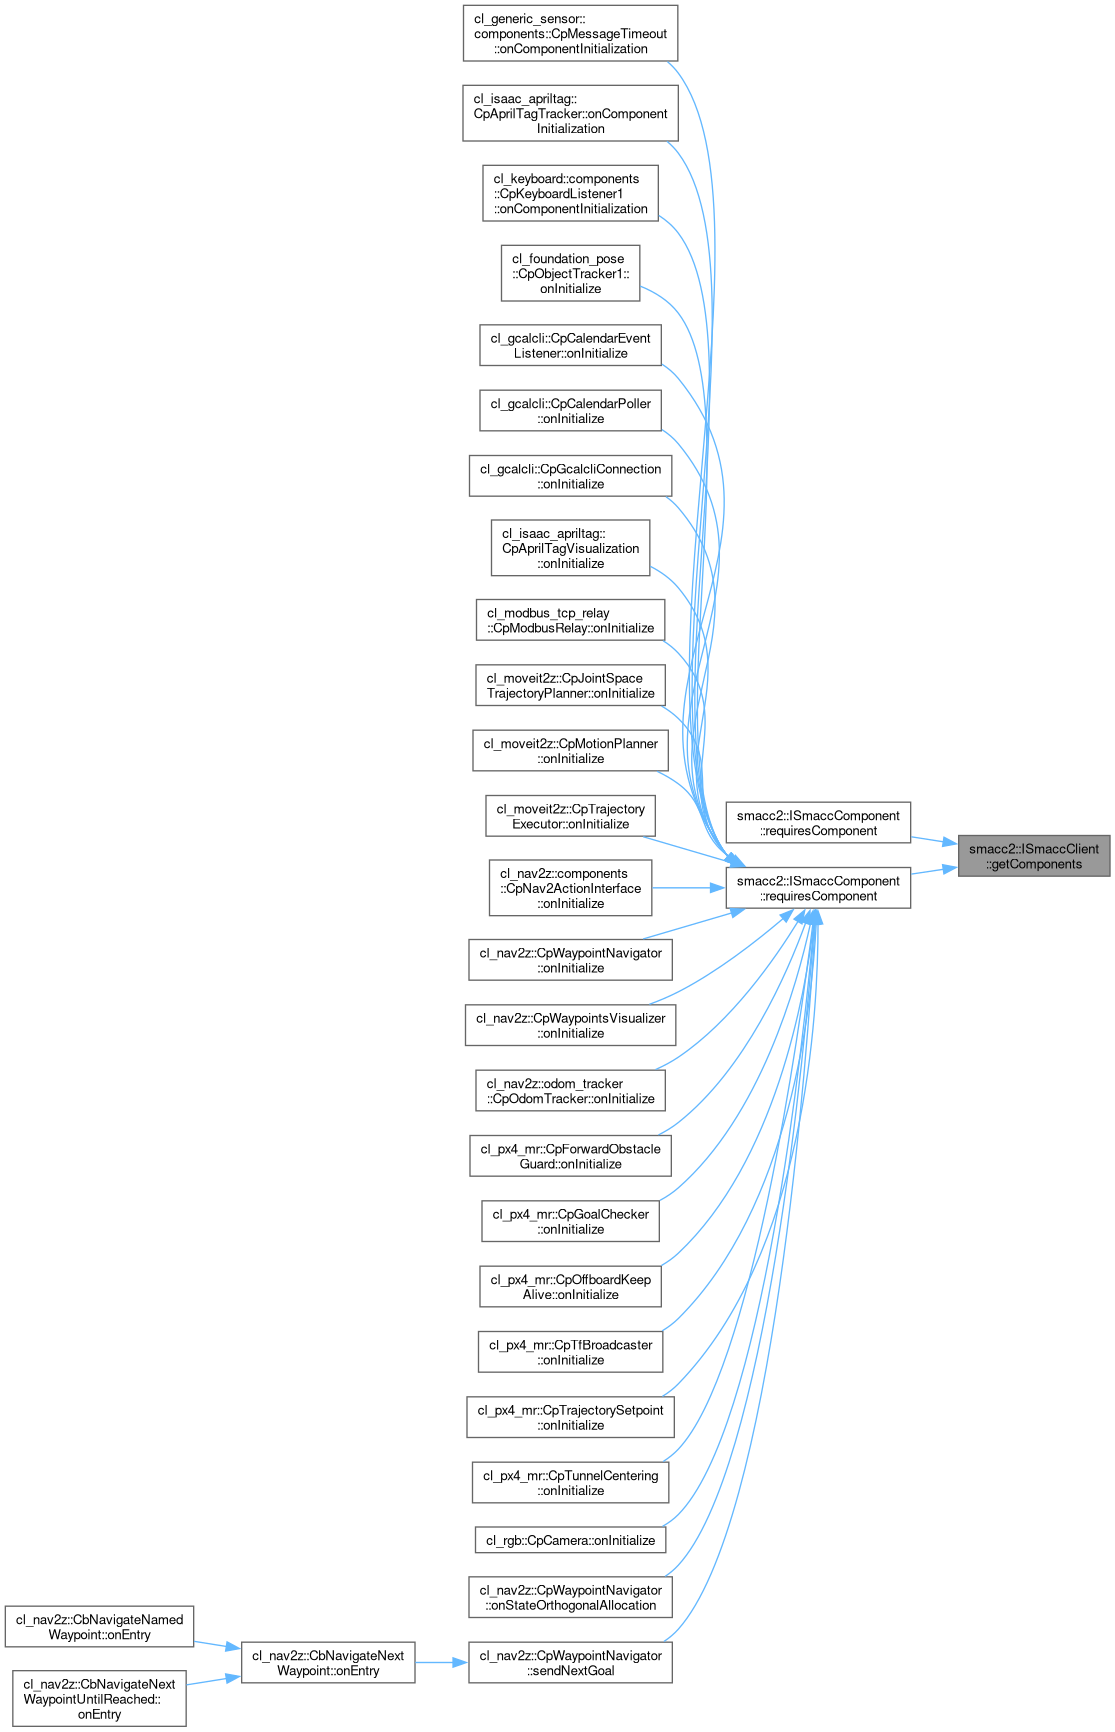 cl_generic_sensor::
components::CpMessageTimeout
::onComponentInitialization
cl_isaac_apriltag::
CpAprilTagTracker::onComponent
Initialization
cl_keyboard::components
::CpKeyboardListener1
::onComponentInitialization
cl_foundation_pose
::CpObjectTracker1::
onInitialize
cl_gcalcli::CpCalendarEvent
Listener::onInitialize
cl_gcalcli::CpCalendarPoller
::onInitialize
cl_gcalcli::CpGcalcliConnection
::onInitialize
cl_isaac_apriltag::
CpAprilTagVisualization
::onInitialize
cl_modbus_tcp_relay
::CpModbusRelay::onInitialize
cl_moveit2z::CpJointSpace
TrajectoryPlanner::onInitialize
cl_moveit2z::CpMotionPlanner
::onInitialize
cl_moveit2z::CpTrajectory
Executor::onInitialize
smacc2::ISmaccComponent
::requiresComponent
smacc2::ISmaccClient
::getComponents
cl_nav2z::components
::CpNav2ActionInterface
::onInitialize
smacc2::ISmaccComponent
::requiresComponent
cl_nav2z::CpWaypointNavigator
::onInitialize
cl_nav2z::CpWaypointsVisualizer
::onInitialize
cl_nav2z::odom_tracker
::CpOdomTracker::onInitialize
cl_px4_mr::CpForwardObstacle
Guard::onInitialize
cl_px4_mr::CpGoalChecker
::onInitialize
cl_px4_mr::CpOffboardKeep
Alive::onInitialize
cl_px4_mr::CpTfBroadcaster
::onInitialize
cl_px4_mr::CpTrajectorySetpoint
::onInitialize
cl_px4_mr::CpTunnelCentering
::onInitialize
cl_rgb::CpCamera::onInitialize
cl_nav2z::CpWaypointNavigator
::onStateOrthogonalAllocation
cl_nav2z::CbNavigateNamed
Waypoint::onEntry
cl_nav2z::CbNavigateNext
Waypoint::onEntry
cl_nav2z::CpWaypointNavigator
::sendNextGoal
cl_nav2z::CbNavigateNext
WaypointUntilReached::
onEntry